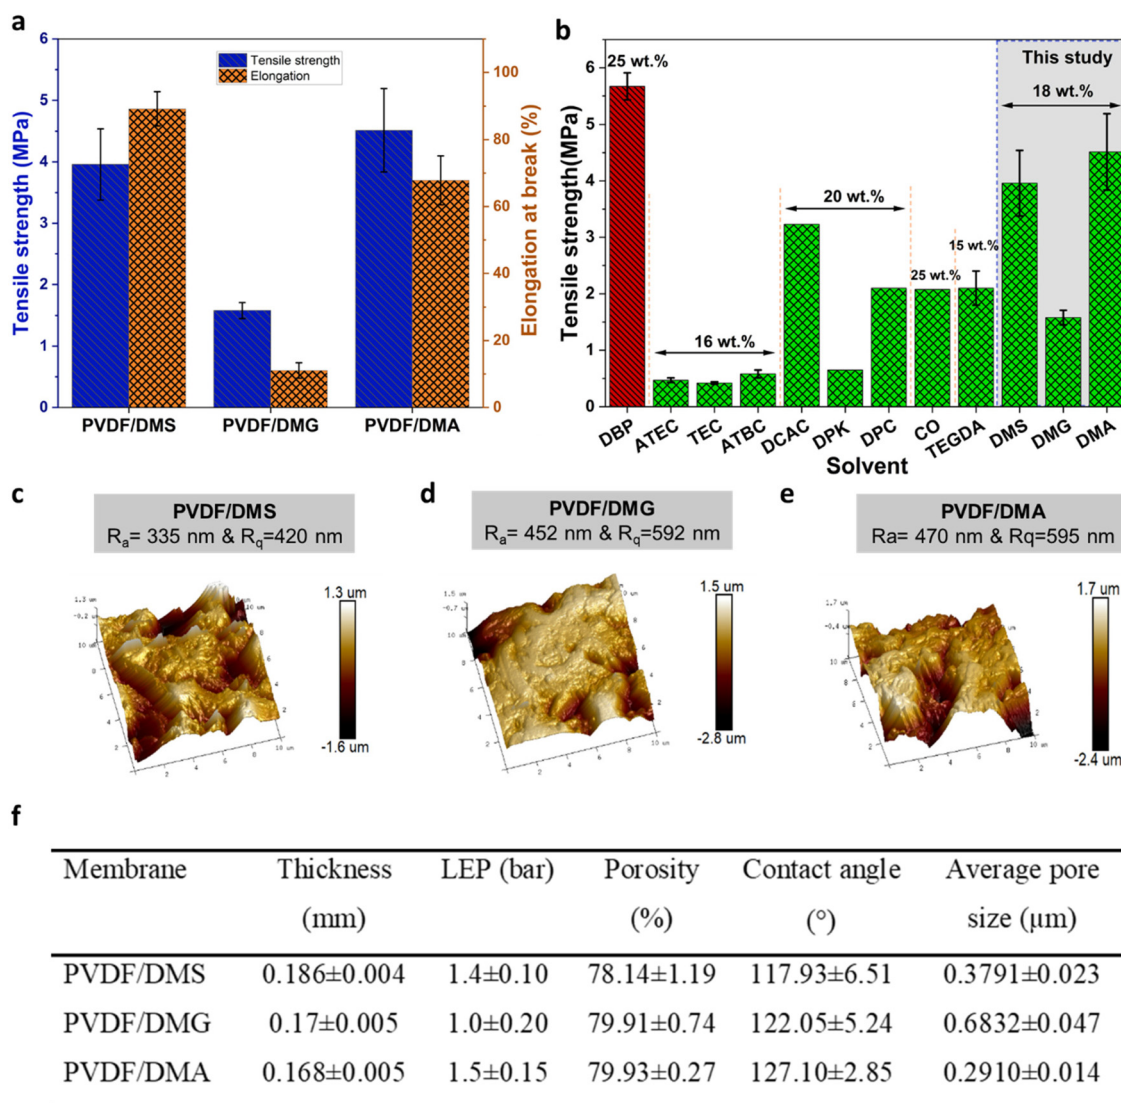 a
Tensile strength
Elongation
Tensile strength (MPa)
Elongation at break (%)
6
5
4
3
2
1
0
100
80
60
40
20
0
PVDF/DMS
PVDF/DMG
PVDF/DMA
b
Tensile strength(MPa)
6
5
4
3
2
1
0
25 wt.%
16 wt.%
20 wt.%
25 wt.%
15 wt.%
This study
18 wt.%
DBP
ATEC
TEC
ATBC
DCAC
DPK
DPC
CO
TEGDA
DMS
DMG
DMA
Solvent
c
PVDF/DMS
Ra= 335 nm & Rq=420 nm
1.3 um
-1.6 um
d
PVDF/DMG
Ra= 452 nm & Rq=592 nm
1.5 um
-2.8 um
e
PVDF/DMA
Ra= 470 nm & Rq=595 nm
1.7 um
-2.4 um
f
Membrane Thickness LEP (bar) Porosity Contact angle Average pore
(mm) (%) (°) size (µm)
PVDF/DMS 0.186±0.004 1.4±0.10 78.14±1.19 117.93±6.51 0.3791±0.023
PVDF/DMG 0.17±0.005 1.0±0.20 79.91±0.74 122.05±5.24 0.6832±0.047
PVDF/DMA 0.168±0.005 1.5±0.15 79.93±0.27 127.10±2.85 0.2910±0.014